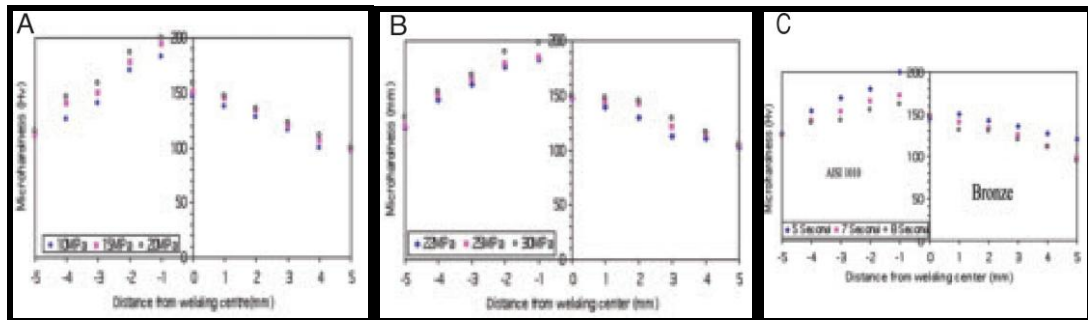 A
Microhardness (Hv)
200
150
100
50
0
10MPa 15MPa 20MPa
-5 -4 -3 -2 -1 0 1 2 3 4 5
Distance from welding centre(mm)
B
Microhardness (mm)
200
150
100
50
0
22MPa 25MPa 30MPa
-5 -4 -3 -2 -1 0 1 2 3 4 5
Distance from welding center (mm)
C
Microhardness (Hv)
200
150
100
50
0
AISI 1010
Bronze
5 Second 7 Second 8 Second
-5 -4 -3 -2 -1 0 1 2 3 4 5
Distance from welding center (mm)